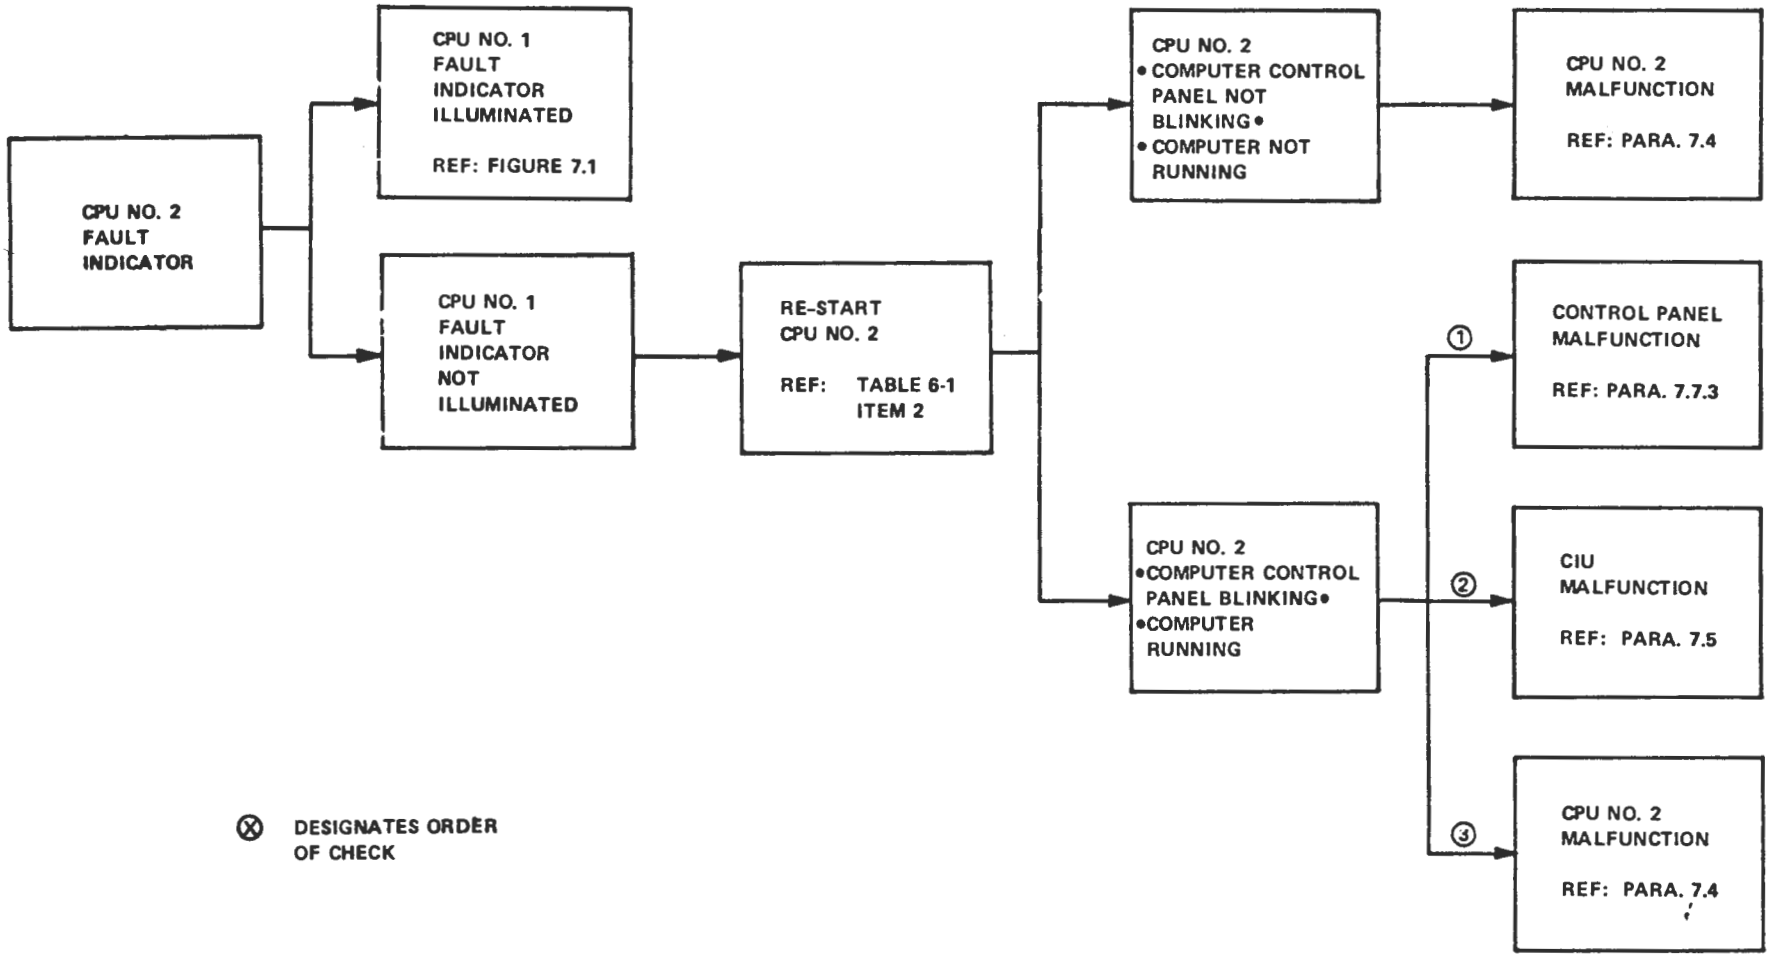 CPU NO. 2
FAULT
INDICATOR
CPU NO. 1
FAULT
INDICATOR
ILLUMINATED
REF: FIGURE 7.1
CPU NO. 1
FAULT
INDICATOR
NOT
ILLUMINATED
RE-START
CPU NO. 2
REF: TABLE 6-1
ITEM 2
CPU NO. 2
•COMPUTER CONTROL
PANEL NOT
BLINKING•
•COMPUTER NOT
RUNNING
CPU NO. 2
MALFUNCTION
REF: PARA. 7.4
CPU NO. 2
•COMPUTER CONTROL
PANEL BLINKING•
•COMPUTER
RUNNING
①
CONTROL PANEL
MALFUNCTION
REF: PARA. 7.7.3
②
CIU
MALFUNCTION
REF: PARA. 7.5
③
CPU NO. 2
MALFUNCTION
REF: PARA. 7.4
Ⓧ DESIGNATES ORDER
OF CHECK